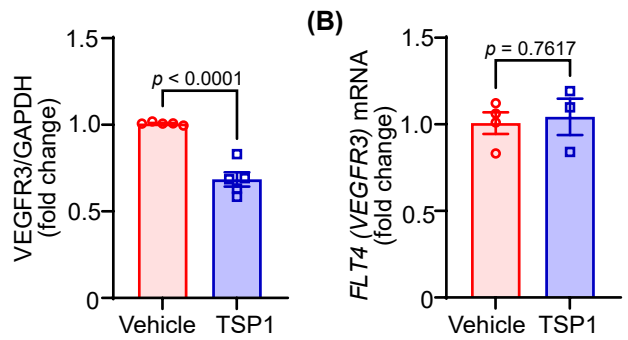 (B)
VEGFR3/GAPDH
(fold change)
1.5
1.0
0.5
0
p < 0.0001
Vehicle
TSP1
FLT4 (VEGFR3) mRNA
(fold change)
1.5
1.0
0.5
0.0
p = 0.7617
Vehicle
TSP1